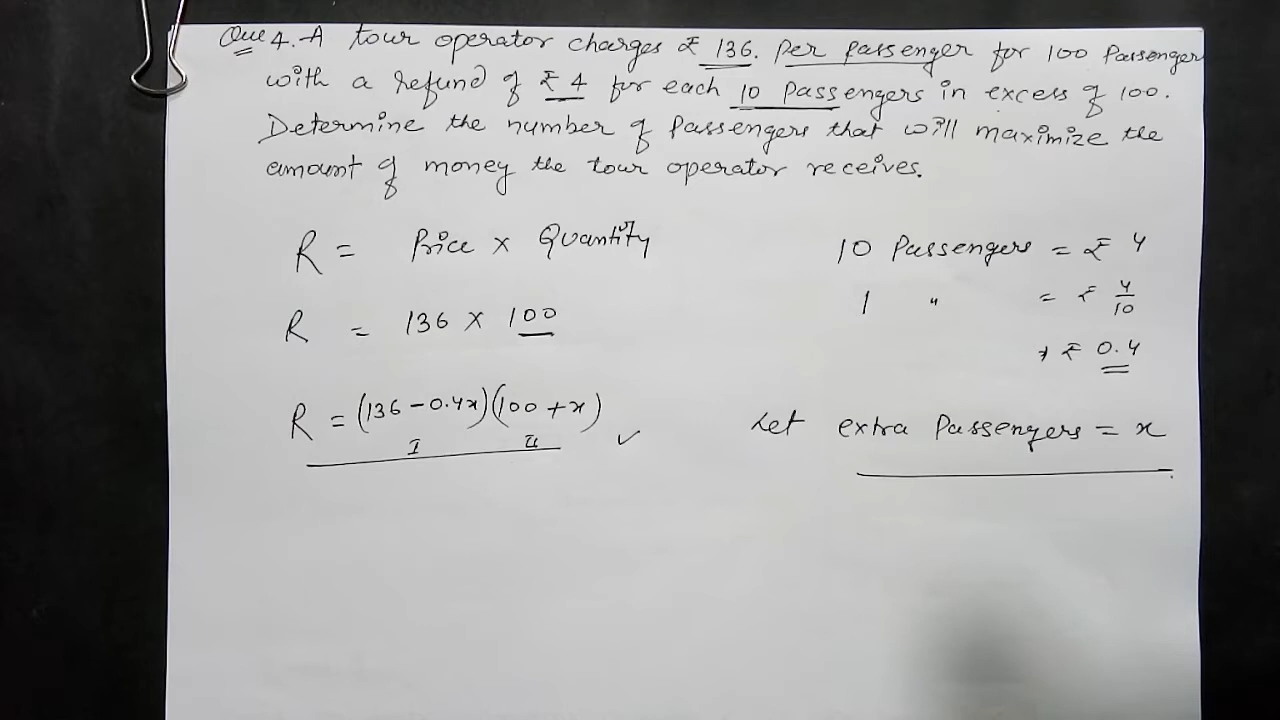 Que 4. A tour operator charges ₹ 136. per passenger for 100 Passenger
with a refund of ₹ 4 for each 10 Passengers in excess of 100.
Determine the number of Passengers that will maximize the
amount of money the tour operator receives.
R = Price × Quantity
10 Passengers = ₹ 4
R = 136 × 100
1 " = ₹ 4/10
₹ 0.4
R = (136 - 0.4x)(100 + x)
I II ✓
Let extra Passengers = x